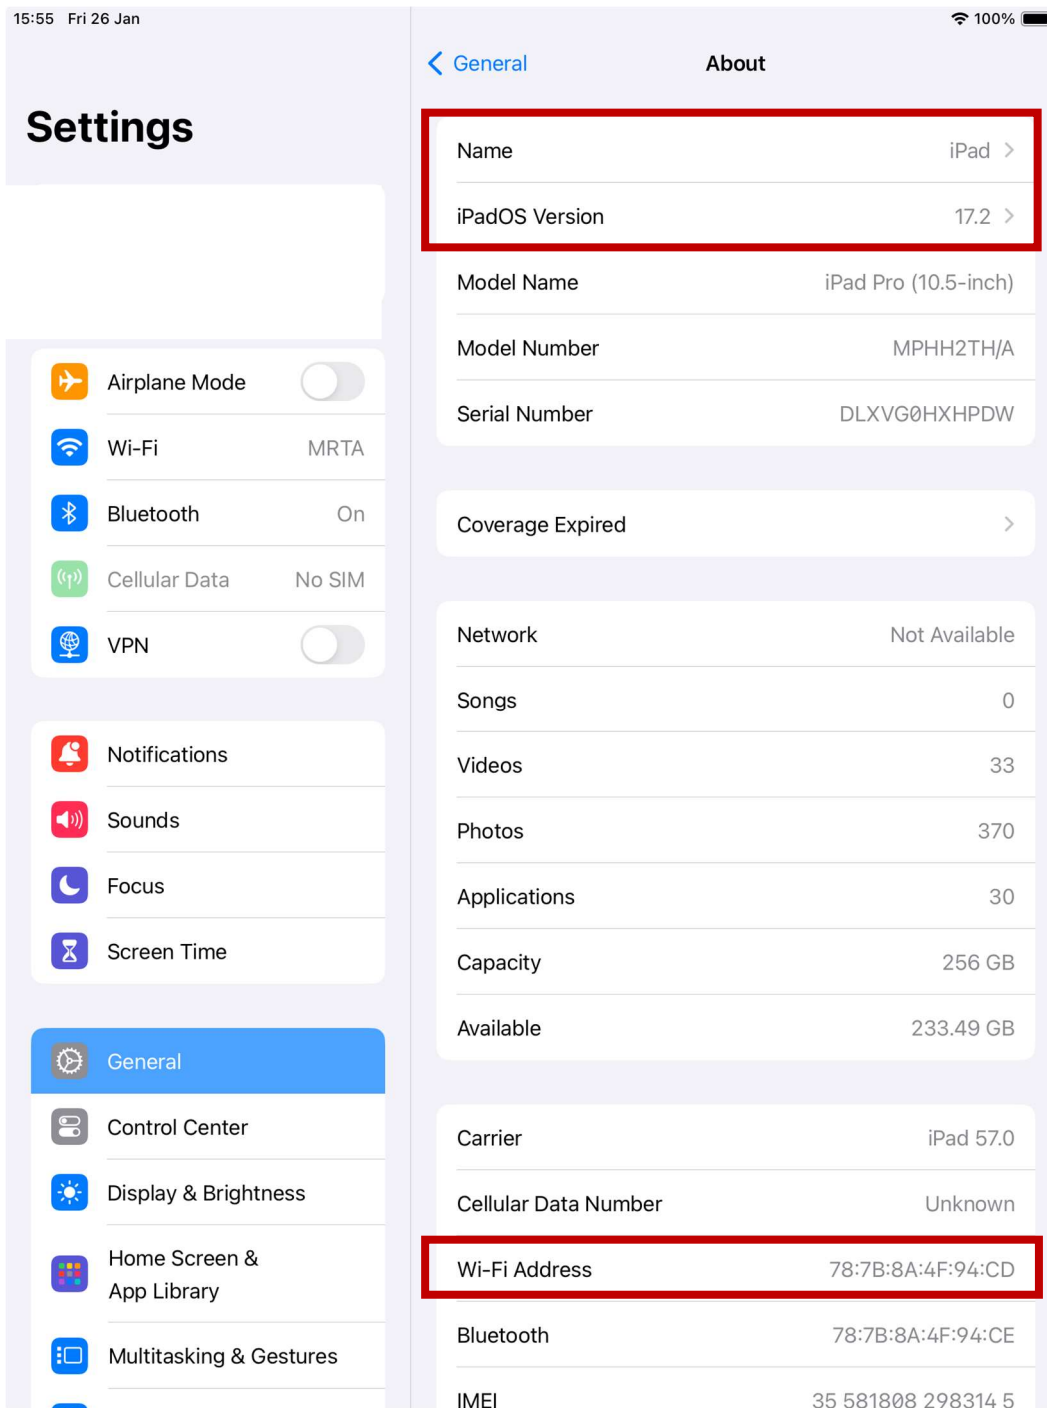 15:55 Fri 26 Jan
100%
Settings
Airplane Mode
Wi-Fi MRTA
Bluetooth On
Cellular Data No SIM
VPN
Notifications
Sounds
Focus
Screen Time
General
Control Center
Display & Brightness
Home Screen &
App Library
Multitasking & Gestures
General About
Name iPad
iPadOS Version 17.2
Model Name iPad Pro (10.5-inch)
Model Number MPHH2TH/A
Serial Number DLXVG0HXHPDW
Coverage Expired
Network Not Available
Songs 0
Videos 33
Photos 370
Applications 30
Capacity 256 GB
Available 233.49 GB
Carrier iPad 57.0
Cellular Data Number Unknown
Wi-Fi Address 78:7B:8A:4F:94:CD
Bluetooth 78:7B:8A:4F:94:CE
IMEI 35 581808 298314 5